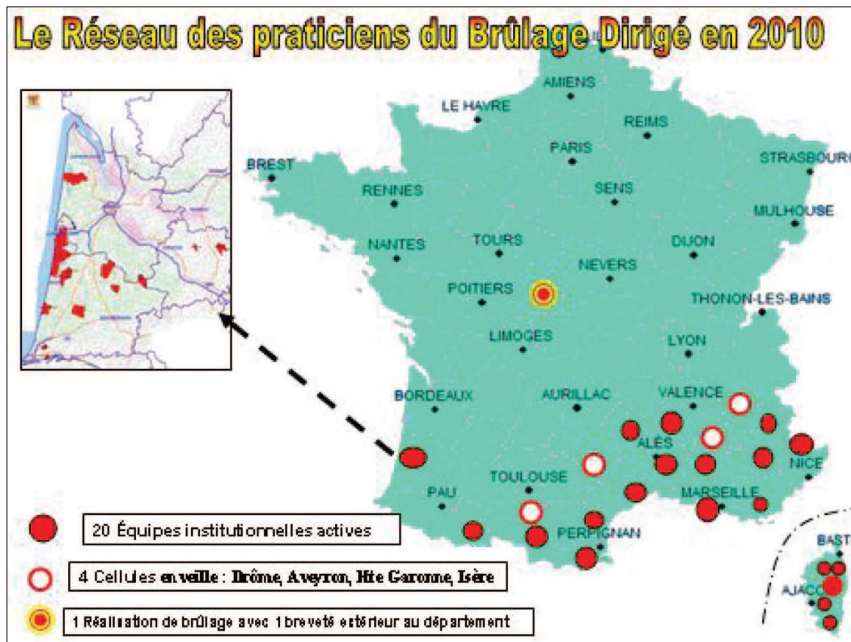 Le Réseau des praticiens du Brûlage Dirigé en 2010
AMIENS
LE HAVRE
REIMS
PARIS
BREST
STRASBOURG
RENNES
SENS
MULHOUSE
NANTES
TOURS
DIJON
NEVERS
POITIERS
THONON-LES-BAINS
LIMOGES
LYON
BORDEAUX
AURILLAC
VALENCE
ALÈS
NICE
TOULOUSE
PAU
MARSEILLE
PERPIGNAN
BAST
AJACC
20 Équipes institutionnelles actives
4 Cellules en veille : Drôme, Aveyron, Hte Garonne, Isère
1 Réalisation de brûlage avec 1 breveté extérieur au département